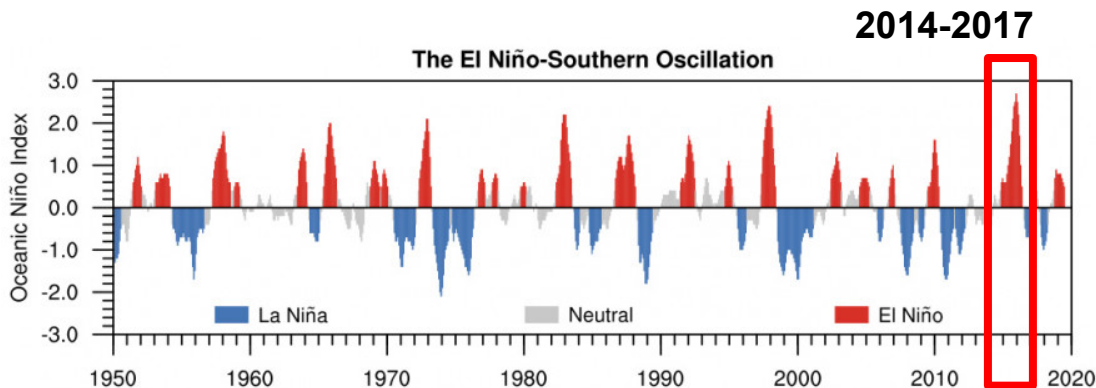 2014-2017
The El Niño-Southern Oscillation
Oceanic Niño Index
3.0
2.0
1.0
0.0
-1.0
-2.0
-3.0
La Niña Neutral El Niño
1950 1960 1970 1980 1990 2000 2010 2020